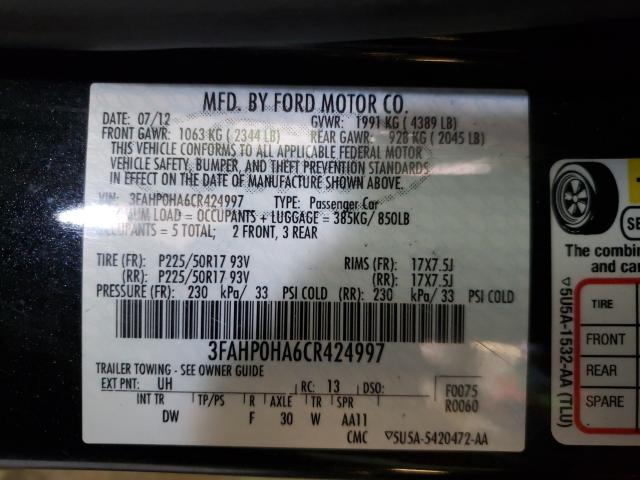 MFD. BY FORD MOTOR CO.
DATE: 07/12 GVWR: 1991 KG ( 4389 LB)
FRONT GAWR: 1063 KG ( 2344 LB) REAR GAWR: 928 KG ( 2045 LB)
THIS VEHICLE CONFORMS TO ALL APPLICABLE FEDERAL MOTOR
VEHICLE SAFETY, BUMPER, AND THEFT PREVENTION STANDARDS
IN EFFECT ON THE DATE OF MANUFACTURE SHOWN ABOVE.
VIN: 3FAHP0HA6CR424997 TYPE: Passenger Car
LOAD = OCCUPANTS + LUGGAGE = 385KG/ 850LB
OCCUPANTS = 5 TOTAL; 2 FRONT, 3 REAR
TIRE (FR): P225/50R17 93V RIMS (FR): 17X7.5J
(RR): P225/50R17 93V (RR): 17X7.5J
PRESSURE (FR): 230 kPa/ 33 PSI COLD (RR): 230 kPa/ 33 PSI COLD
3FAHP0HA6CR424997
TRAILER TOWING - SEE OWNER GUIDE
EXT PNT: UH RC: 13 DSO: F0075
INT TR TP/PS R AXLE TR SPR R0060
DW F 30 W AA11
CMC ▽5U5A-5420472-AA
SE
The combin
and car
TIRE
FRONT
REAR
SPARE
▽5U5A-1532-AA (TLU)